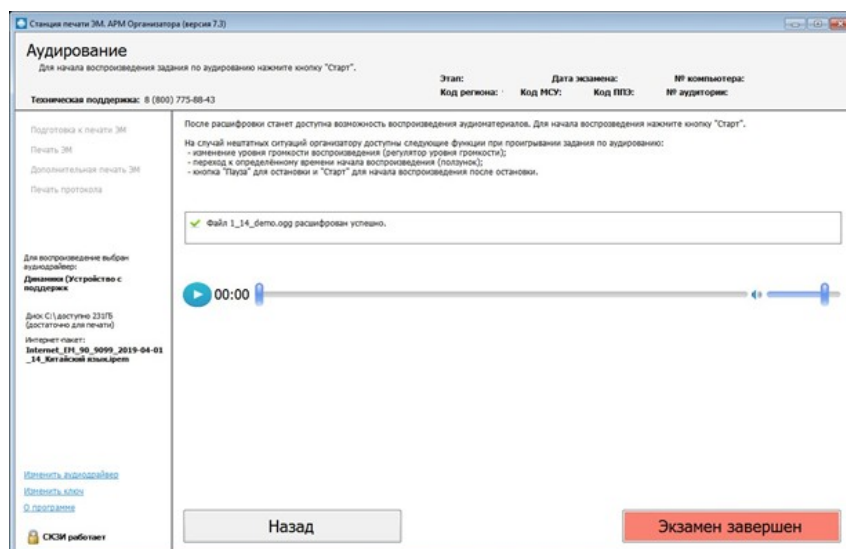 Станция печати ЭМ. АРМ Организатора (версия 7.3)
Аудирование
Для начала воспроизведения задания по аудированию нажмите кнопку "Старт".
Этап: Дата экзамена: № компьютера:
Код региона: Код МСУ: Код ППЭ: № аудитории:
Техническая поддержка: 8 (800) 775-88-43
Подготовка к печати ЭМ
Печать ЭМ
Дополнительная печать ЭМ
Печать протокола
Для воспроизведение выбран
аудиодрайвер:
Динамики (Устройство с
поддержк
Диск C:\ доступно 231ГБ
(достаточно для печати)
Интернет-пакет:
Internet_EM_90_9099_2019-04-01
_14_Китайский язык.ipem
Изменить аудиодрайвер
Изменить ключ
О программе
СКЗИ работает
После расшифровки станет доступна возможность воспроизведения аудиоматериалов. Для начала воспроизведения нажмите кнопку "Старт".
На случай нештатных ситуаций организатору доступны следующие функции при проигрывании задания по аудированию:
- изменение уровня громкости воспроизведения (регулятор уровня громкости);
- переход к определённому времени начала воспроизведения (ползунок);
- кнопка "Пауза" для остановки и "Старт" для начала воспроизведения после остановки.
Файл 1_14_demo.ogg расшифрован успешно.
00:00
Назад
Экзамен завершен